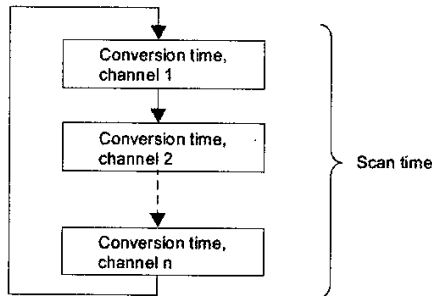 Conversion time,
channel 1
Conversion time,
channel 2
Scan time
Conversion time,
channel n